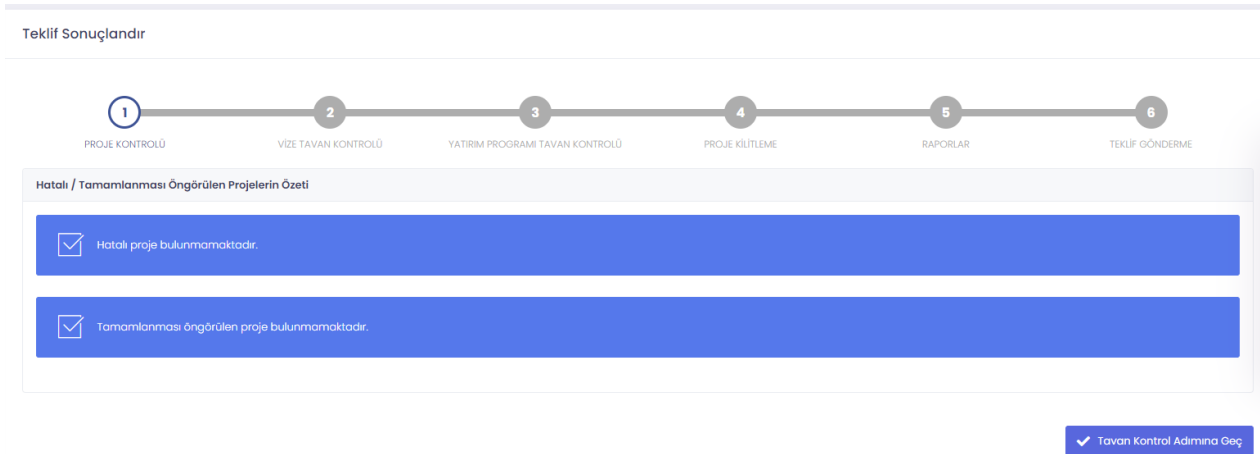 Teklif Sonuçlandır
1
2
3
4
5
6
PROJE KONTROLÜ
VİZE TAVAN KONTROLÜ
YATIRIM PROGRAMI TAVAN KONTROLÜ
PROJE KİLİTLEME
RAPORLAR
TEKLİF GÖNDERME
Hatalı / Tamamlanması Öngörülen Projelerin Özeti
Hatalı proje bulunmamaktadır.
Tamamlanması öngörülen proje bulunmamaktadır.
Tavan Kontrol Adımına Geç